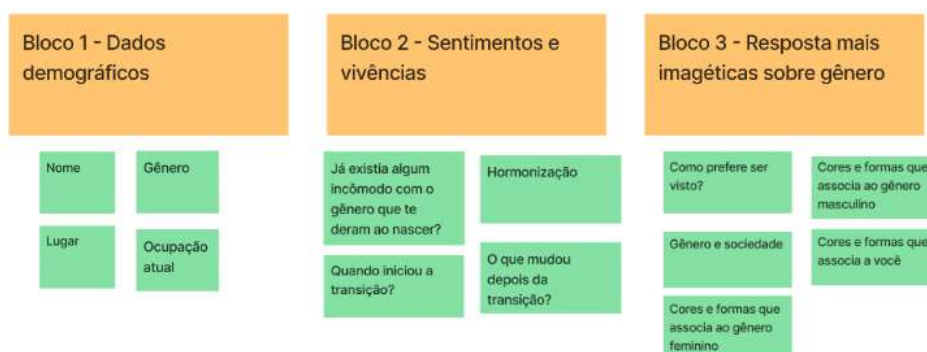 Bloco 1 - Dados
demográficos
Nome
Gênero
Lugar
Ocupação
atual
Bloco 2 - Sentimentos e
vivências
Já existia algum
incômodo com o
gênero que te
deram ao nascer?
Hormonização
Quando iniciou a
transição?
O que mudou
depois da
transição?
Bloco 3 - Resposta mais
imagéticas sobre gênero
Como prefere ser
visto?
Cores e formas que
associa ao gênero
masculino
Gênero e sociedade
Cores e formas que
associa a você
Cores e formas que
associa ao gênero
feminino